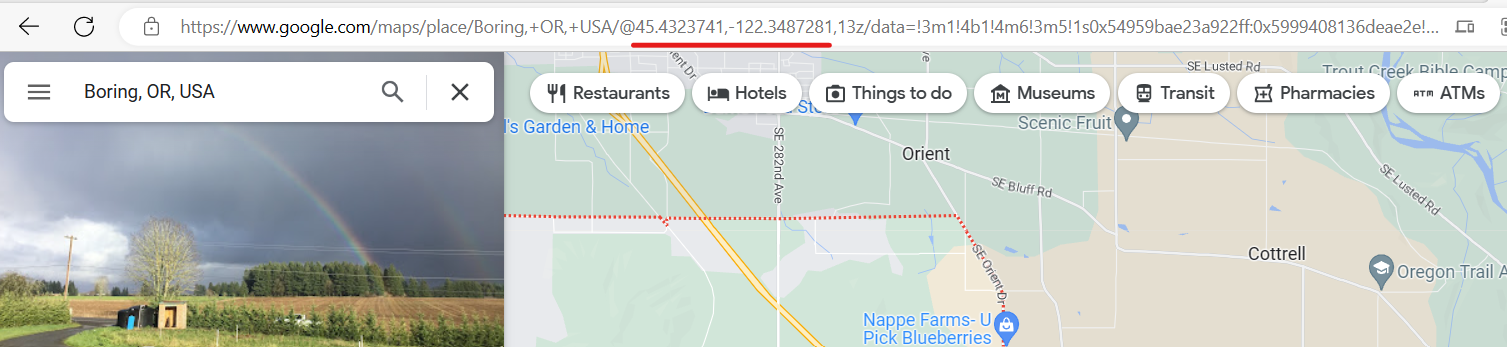 https://www.google.com/maps/place/Boring,+OR,+USA/@45.4323741,-122.3487281,13z/data=!3m1!4b1!4m6!3m5!1s0x54959bae23a922ff:0x5999408136deae2e!...
Boring, OR, USA
Restaurants
Hotels
Things to do
Museums
Transit
Pharmacies
ATM ATMs
SE Lusted Rd
Trout Creek Bible Camp
's Garden & Home
Scenic Fruit
Orient
SE 282nd Ave
SE Bluff Rd
SE Lusted Rd
SE Orient Dr
Cottrell
Oregon Trail A
Nappe Farms- U
Pick Blueberries